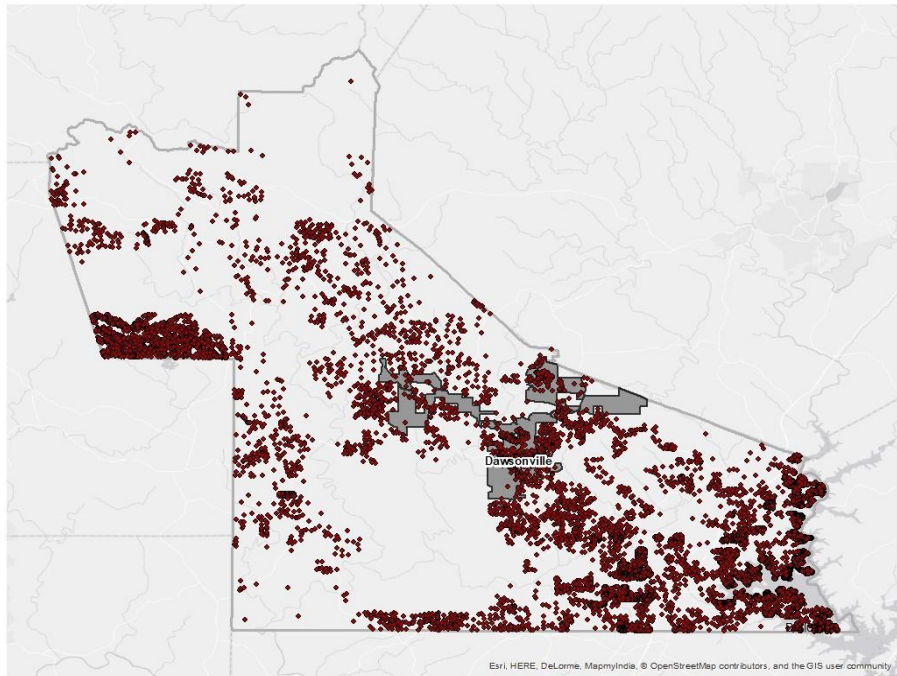 Dawsonville
Esri, HERE, DeLorme, MapmyIndia, © OpenStreetMap contributors, and the GIS user community